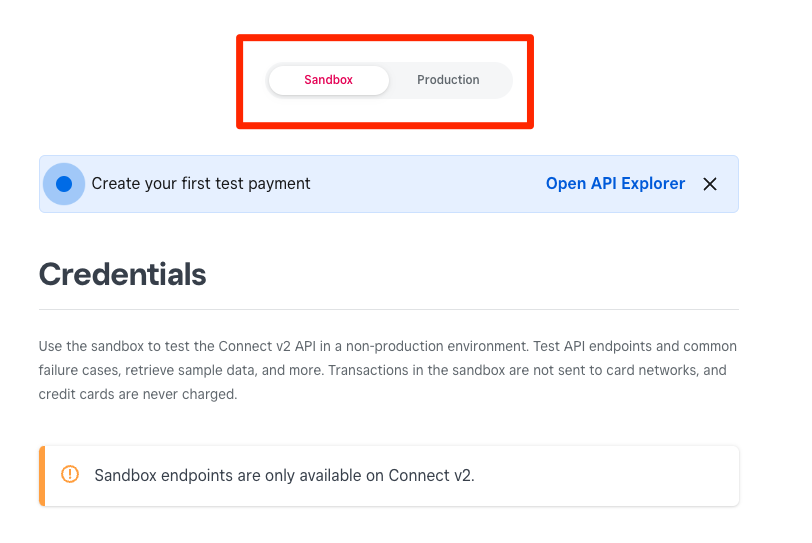 Sandbox Production
Create your first test payment Open API Explorer
Credentials
Use the sandbox to test the Connect v2 API in a non-production environment. Test API endpoints and common
failure cases, retrieve sample data, and more. Transactions in the sandbox are not sent to card networks, and
credit cards are never charged.
Sandbox endpoints are only available on Connect v2.